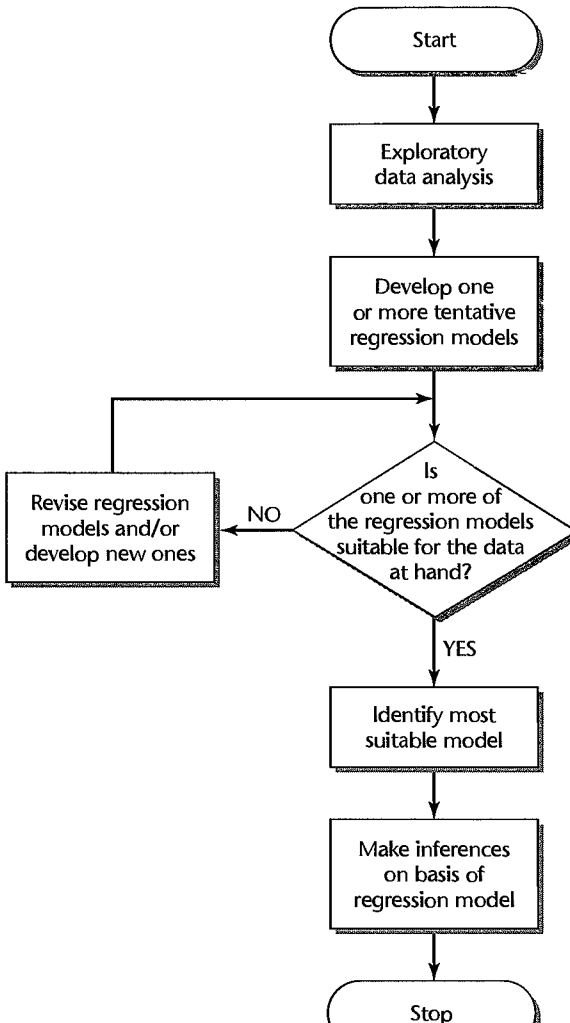 Start
Exploratory
data analysis
Develop one
or more tentative
regression models
Is
one or more of
the regression models
suitable for the data
at hand?
NO
Revise regression
models and/or
develop new ones
YES
Identify most
suitable model
Make inferences
on basis of
regression model
Stop